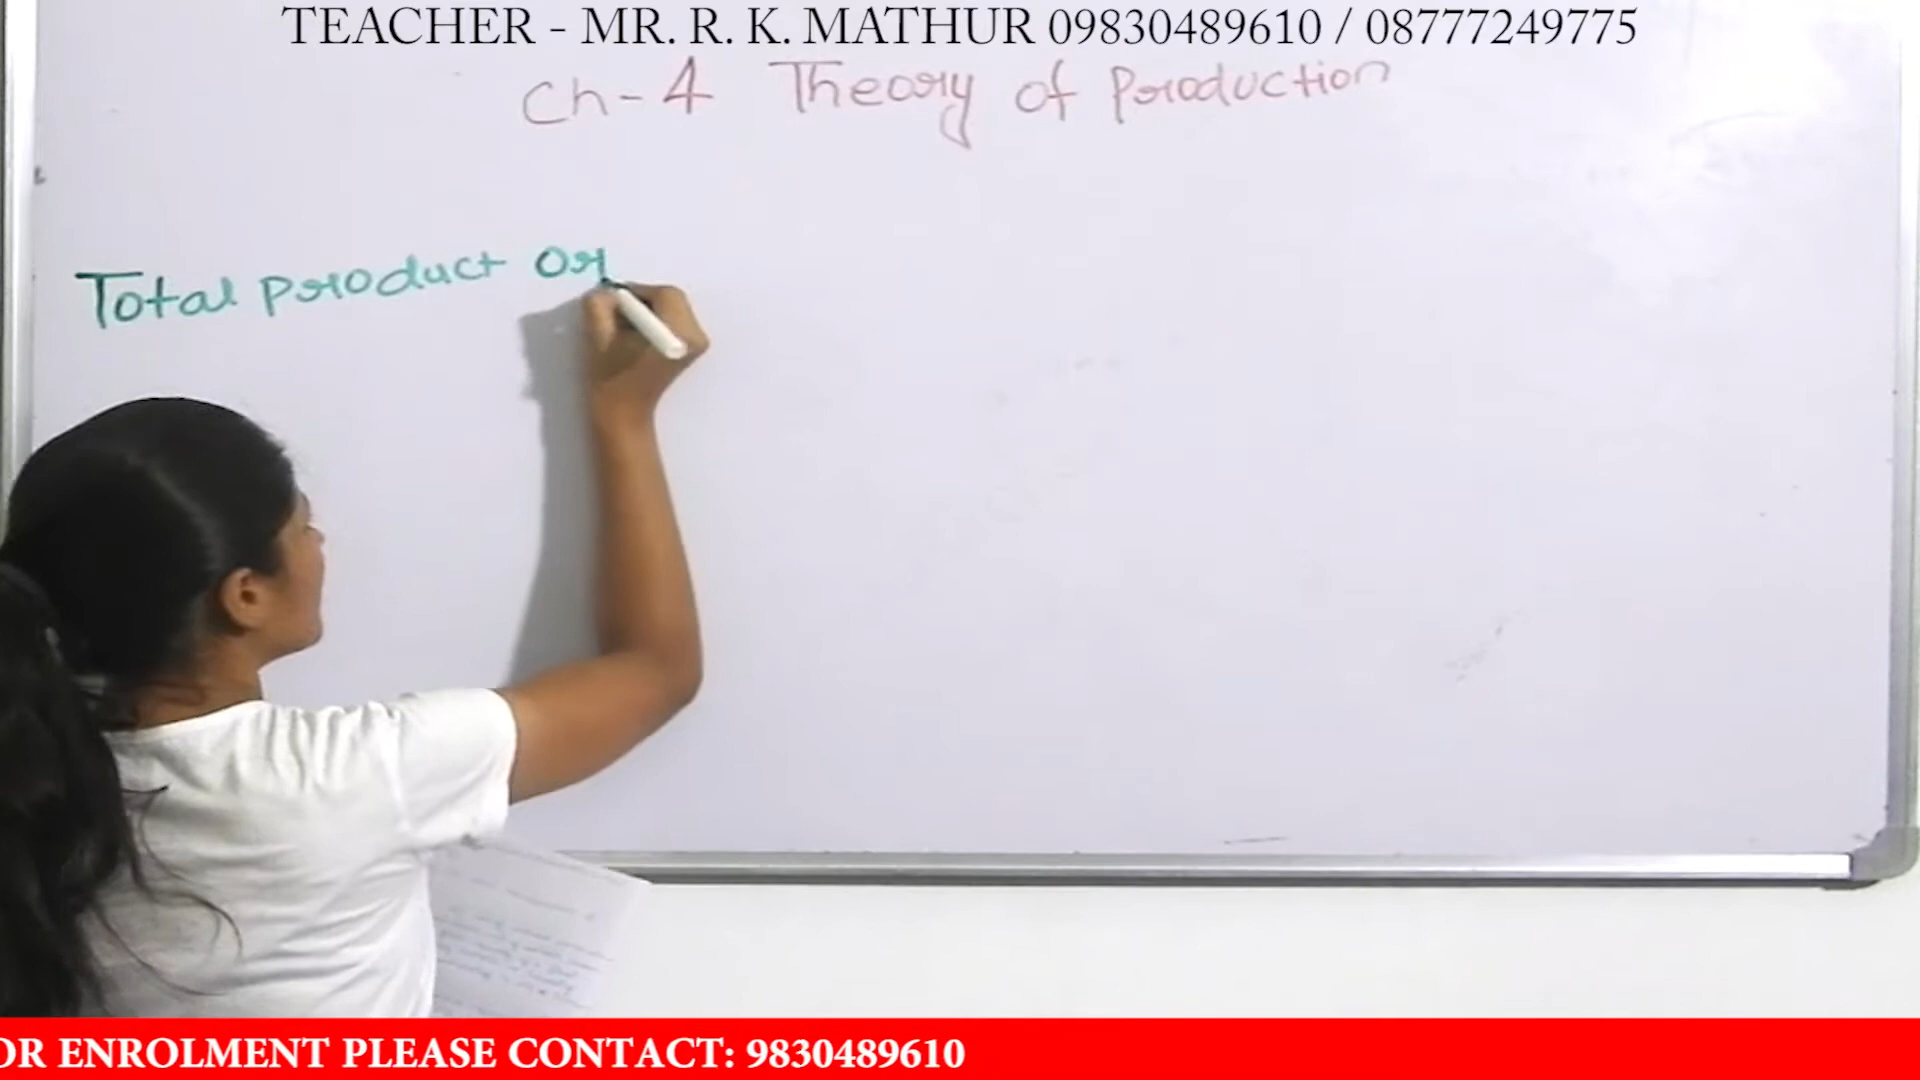 TEACHER - MR. R. K. MATHUR 09830489610 / 08777249775
Ch-4 Theory of Production
Total Product Or
OR ENROLMENT PLEASE CONTACT: 9830489610